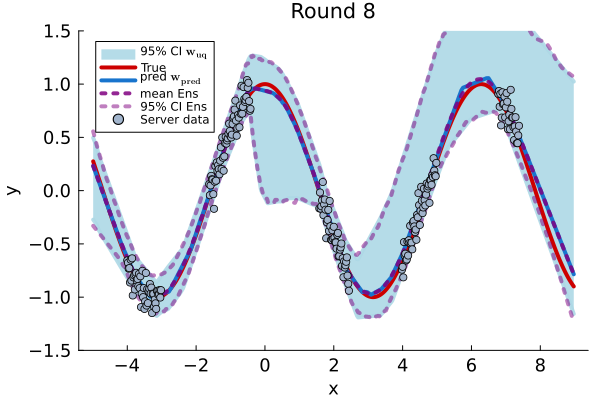 Round 8
1.5
1.0
0.5
0.0
−0.5
−1.0
−1.5
y
95% CI w_uq
True
pred w_pred
mean Ens
95% CI Ens
Server data
−4 −2 0 2 4 6 8
x